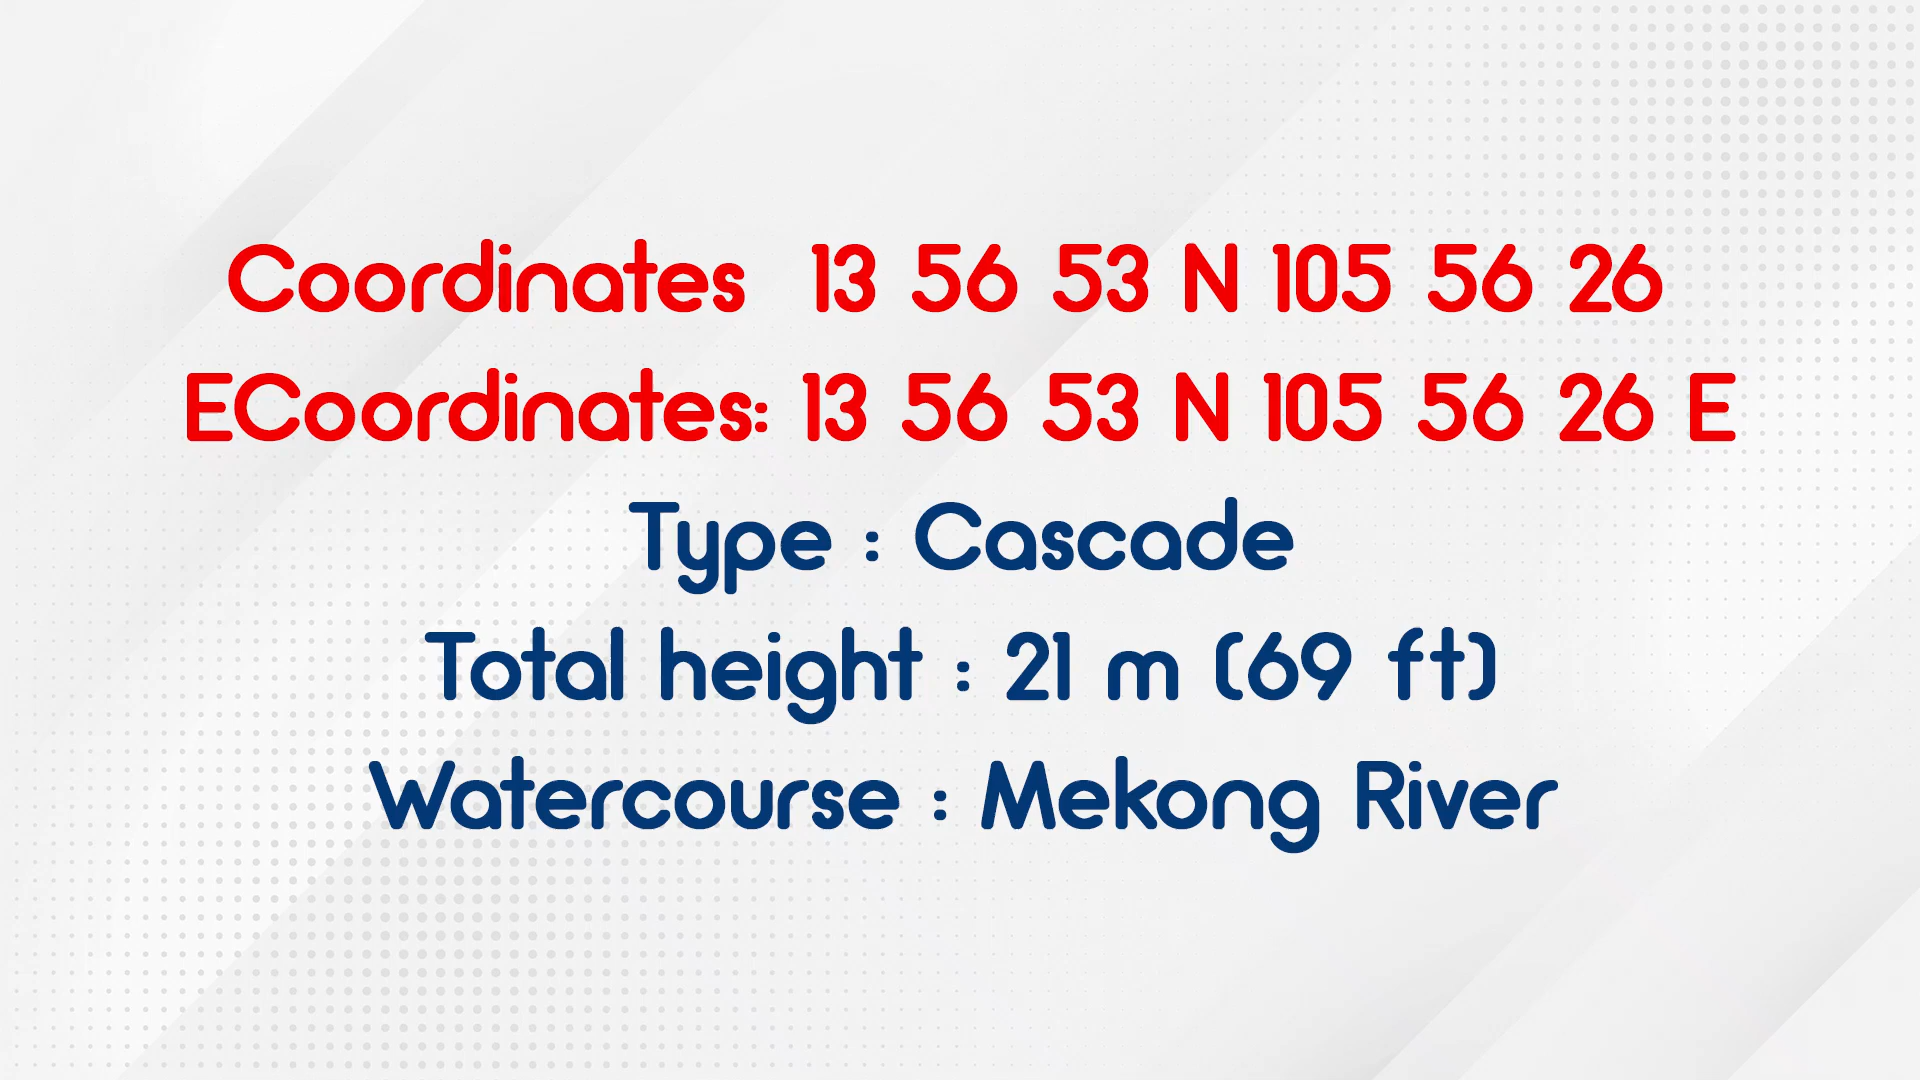 Coordinates  13 56 53 N 105 56 26
ECoordinates: 13 56 53 N 105 56 26 E
Type : Cascade
Total height : 21 m (69 ft)
Watercourse : Mekong River